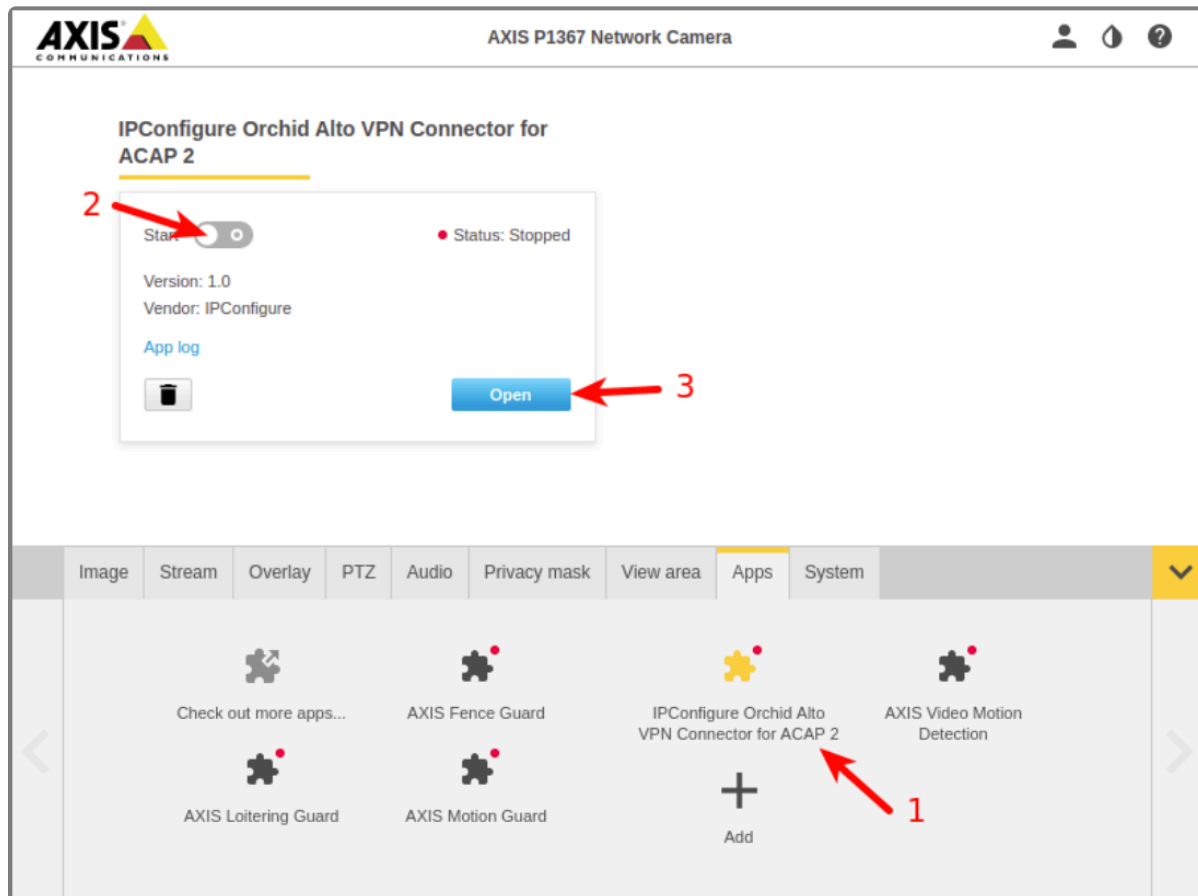 AXIS
COMMUNICATIONS
AXIS P1367 Network Camera
IPConfigure Orchid Alto VPN Connector for
ACAP 2
2
Start
Status: Stopped
Version: 1.0
Vendor: IPConfigure
App log
Open
3
Image Stream Overlay PTZ Audio Privacy mask View area Apps System
Check out more apps...
AXIS Fence Guard
IPConfigure Orchid Alto
VPN Connector for ACAP 2
AXIS Video Motion
Detection
AXIS Loitering Guard
AXIS Motion Guard
Add
1